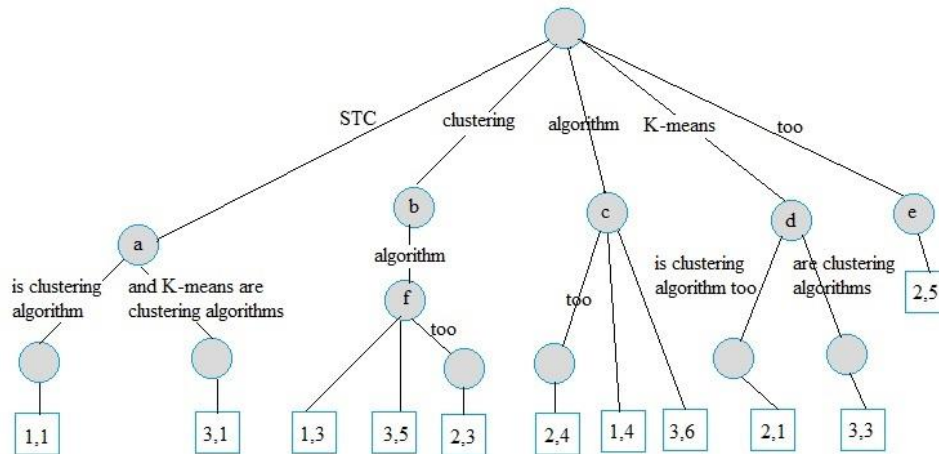 STC
clustering
algorithm
K-means
too
a
b
c
d
e
is clustering
algorithm
and K-means are
clustering algorithms
algorithm
f
too
too
is clustering
algorithm too
are clustering
algorithms
2,5
1,1
3,1
1,3
3,5
2,3
2,4
1,4
3,6
2,1
3,3